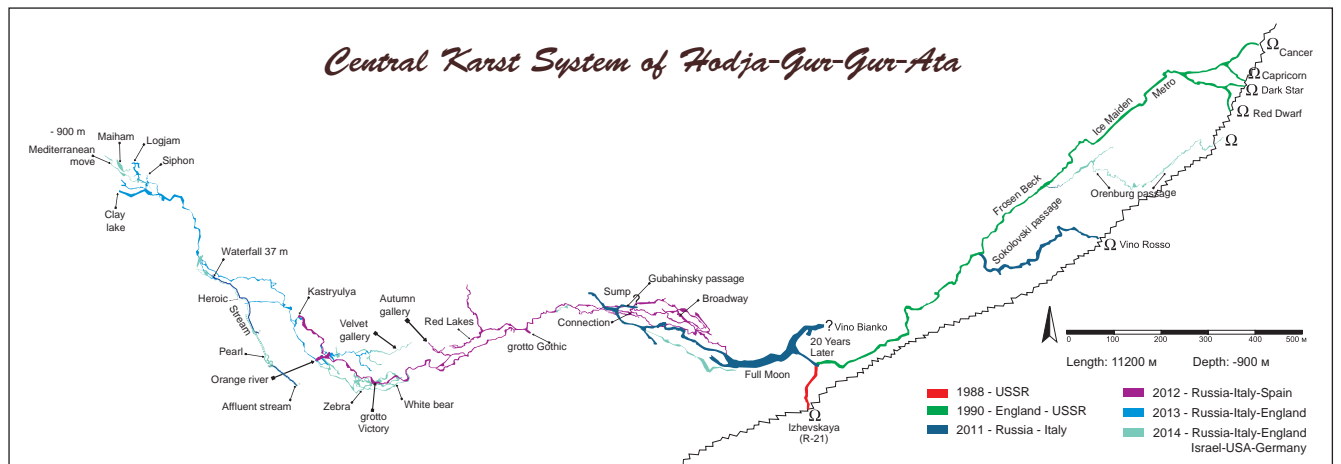 Central Karst System of Hodja-Gur-Gur-Ata
Ω Cancer
Ω Capricorn
Ω Dark Star
Ω Red Dwarf
Ω
Metro
Ice Maiden
Frosen Beck
Orenburg passage
Sokolovski passage
Ω Vino Rosso
- 900 m
Maiham
Logjam
Mediterranean
move
Siphon
Clay
lake
Waterfall 37 m
Heroic
Stream
Kastryulya
Pearl
Orange river
Affluent stream
Velvet
gallery
Autumn
gallery
Red Lakes
Zebra
grotto
Victory
White bear
grotto Gothic
Gubahinsky passage
Sump
Broadway
Connection
? Vino Bianko
20 Years
Later
Full Moon
Ω
Izhevskaya
(R-21)
0 100 200 300 400 500 м
Length: 11200 м Depth: -900 м
1988 - USSR
1990 - England - USSR
2011 - Russia - Italy
2012 - Russia-Italy-Spain
2013 - Russia-Italy-England
2014 - Russia-Italy-England
Israel-USA-Germany